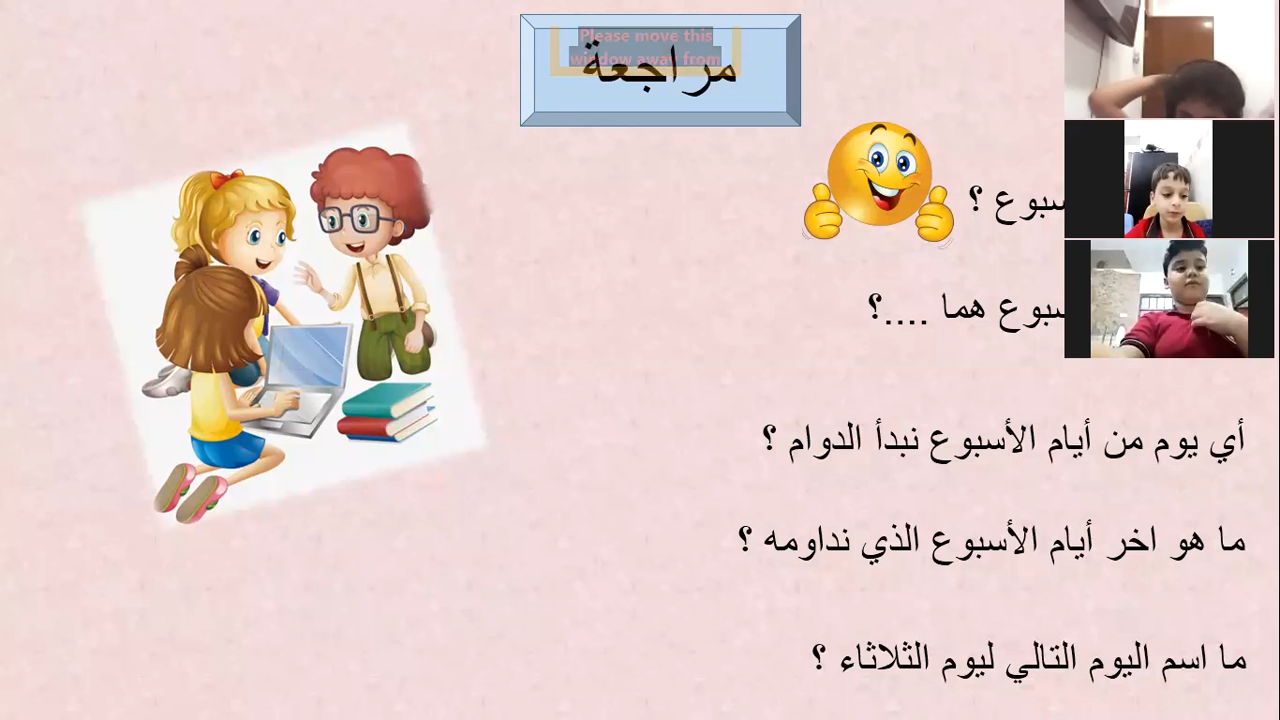 Please move this
window away from
مراجعة
سبوع ؟
سبوع هما ....؟
أي يوم من أيام الأسبوع نبدأ الدوام ؟
ما هو اخر أيام الأسبوع الذي نداومه ؟
ما اسم اليوم التالي ليوم الثلاثاء ؟